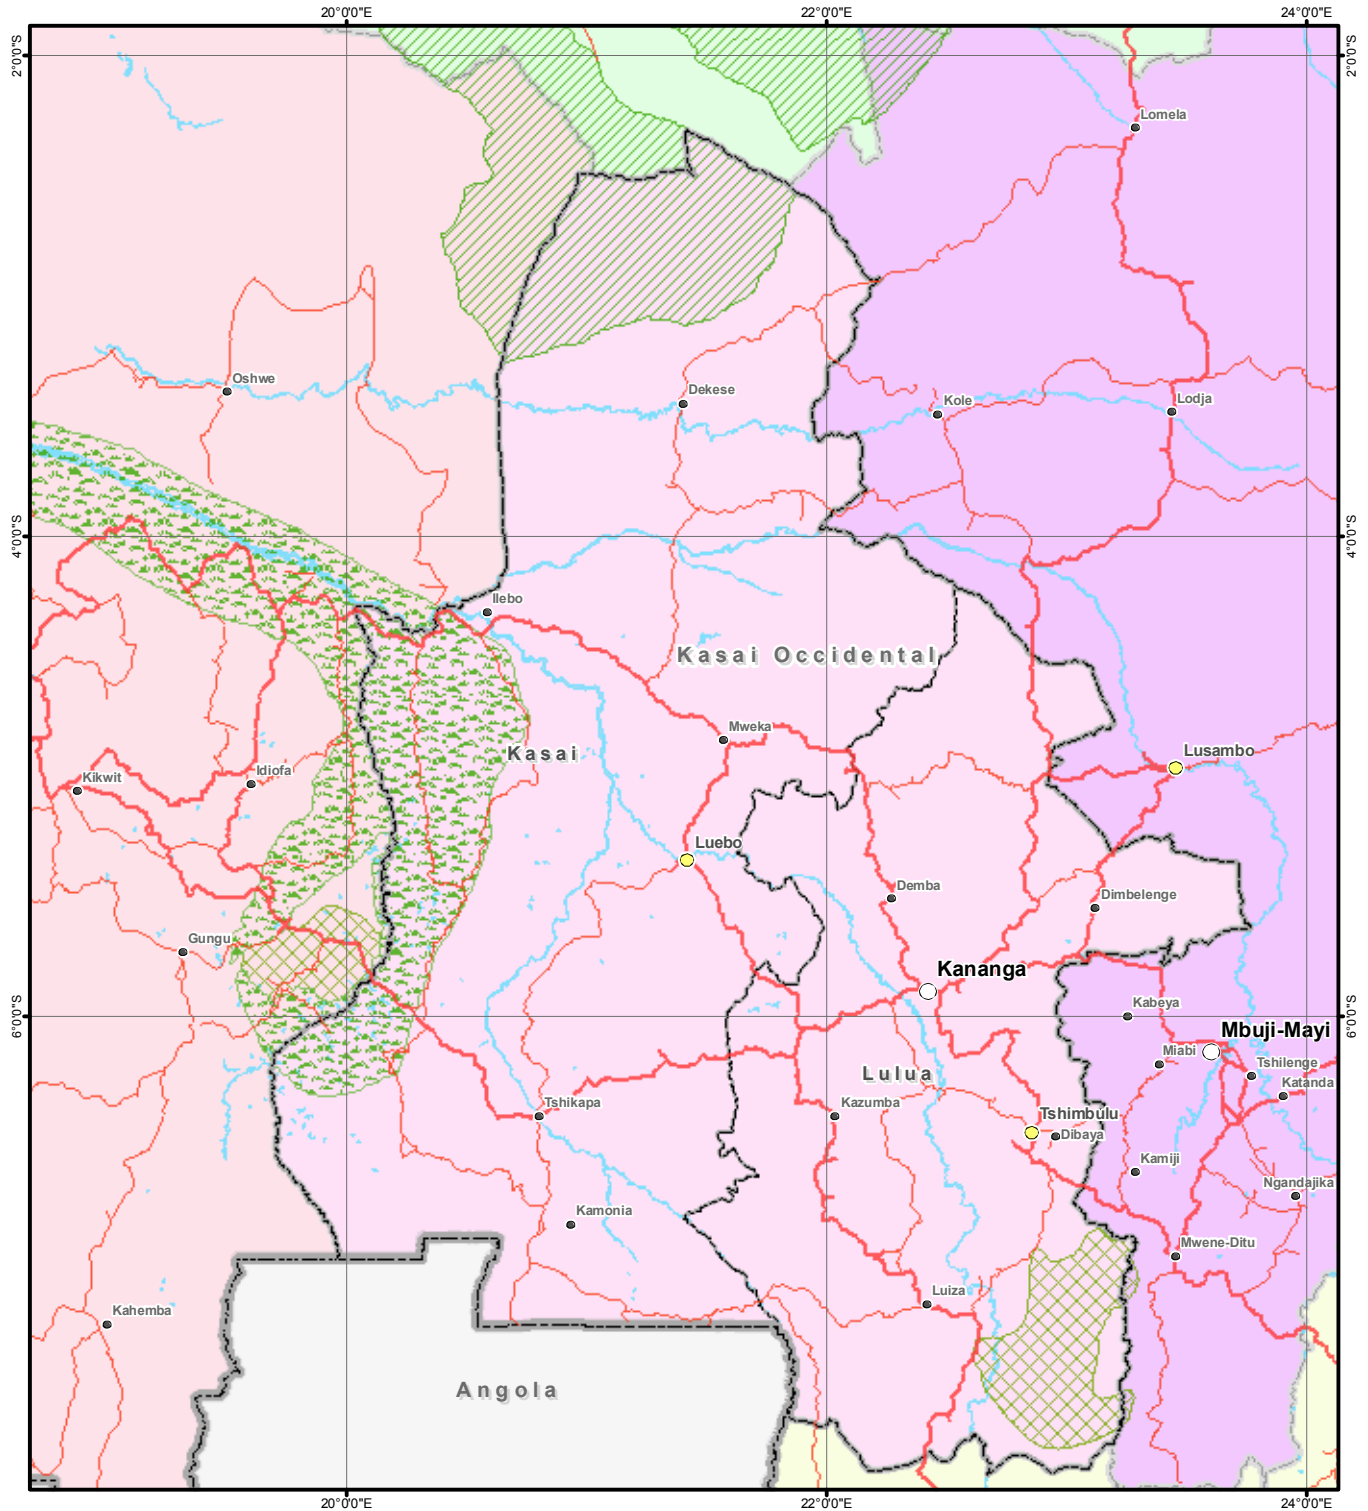 20°0'0"E 22°0'0"E 24°0'0"E
2°0'0"S 2°0'0"S
Lomela
Oshwe
Dekese
Kole
Lodja
4°0'0"S 4°0'0"S
Ilebo
Kasai Occidental
Mweka
Kasai
Lusambo
Kikwit
Idiofa
Luebo
Demba
Dimbelenge
Gungu
Kananga
Kabeya
6°0'0"S 6°0'0"S
Mbuji-Mayi
Miabi
Tshilenge
Lulua
Katanda
Tshikapa
Kazumba
Tshimbulu
Dibaya
Kamiji
Ngandajika
Kamonia
Mwene-Ditu
Luiza
Kahemba
Angola
20°0'0"E 22°0'0"E 24°0'0"E